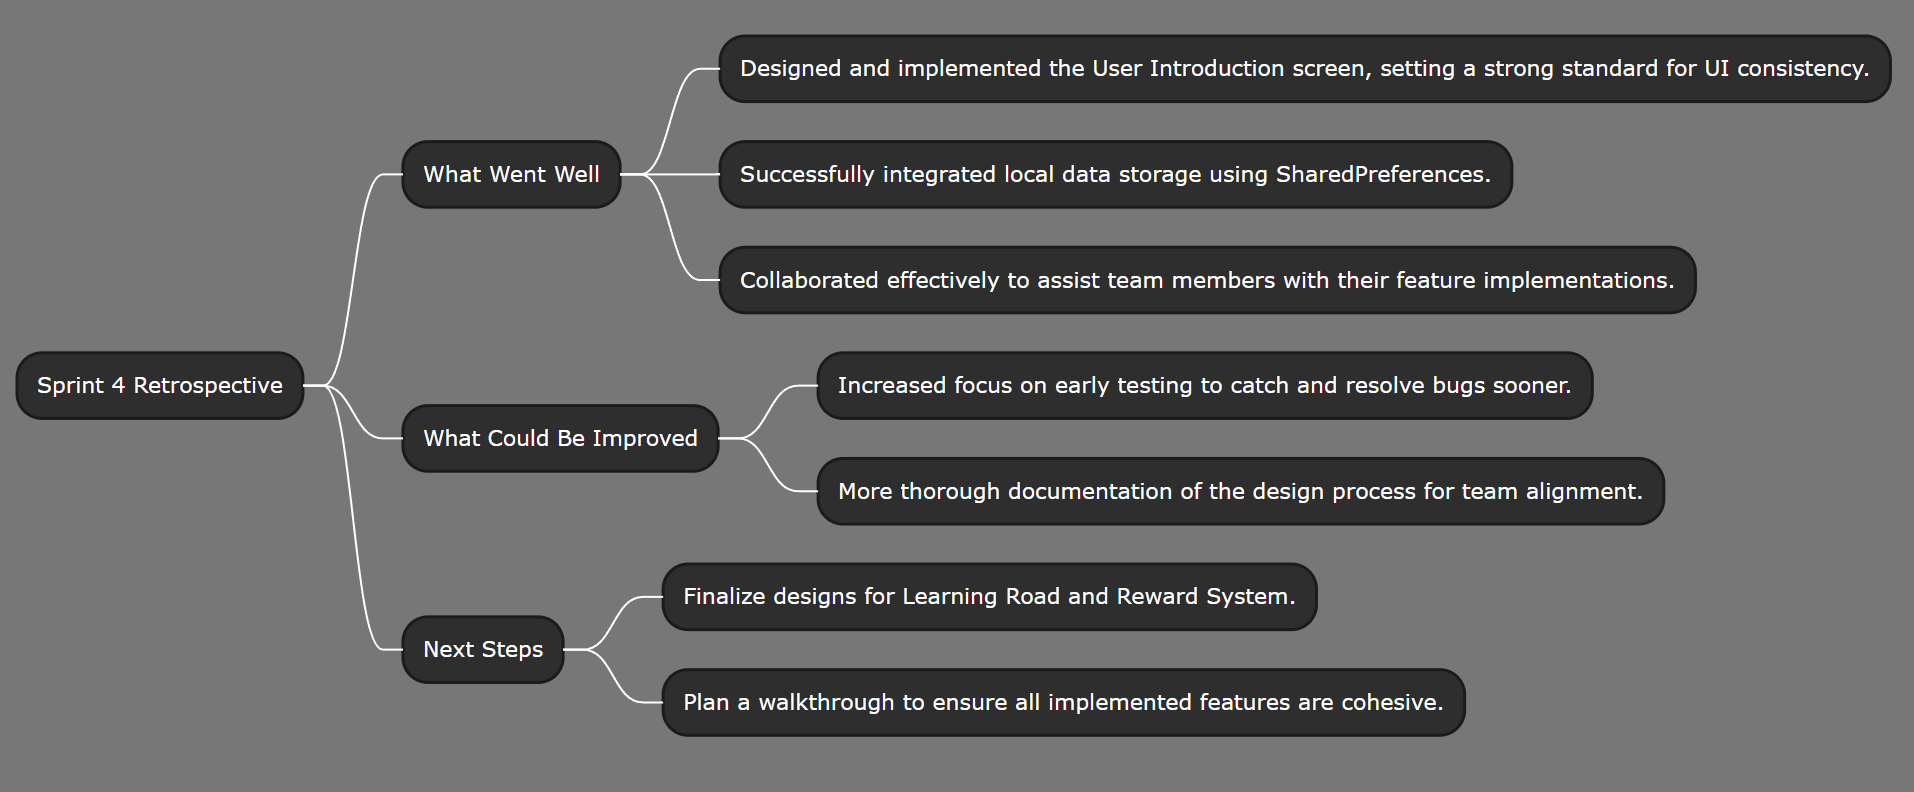 Sprint 4 Retrospective
What Went Well
Designed and implemented the User Introduction screen, setting a strong standard for UI consistency.
Successfully integrated local data storage using SharedPreferences.
Collaborated effectively to assist team members with their feature implementations.
What Could Be Improved
Increased focus on early testing to catch and resolve bugs sooner.
More thorough documentation of the design process for team alignment.
Next Steps
Finalize designs for Learning Road and Reward System.
Plan a walkthrough to ensure all implemented features are cohesive.